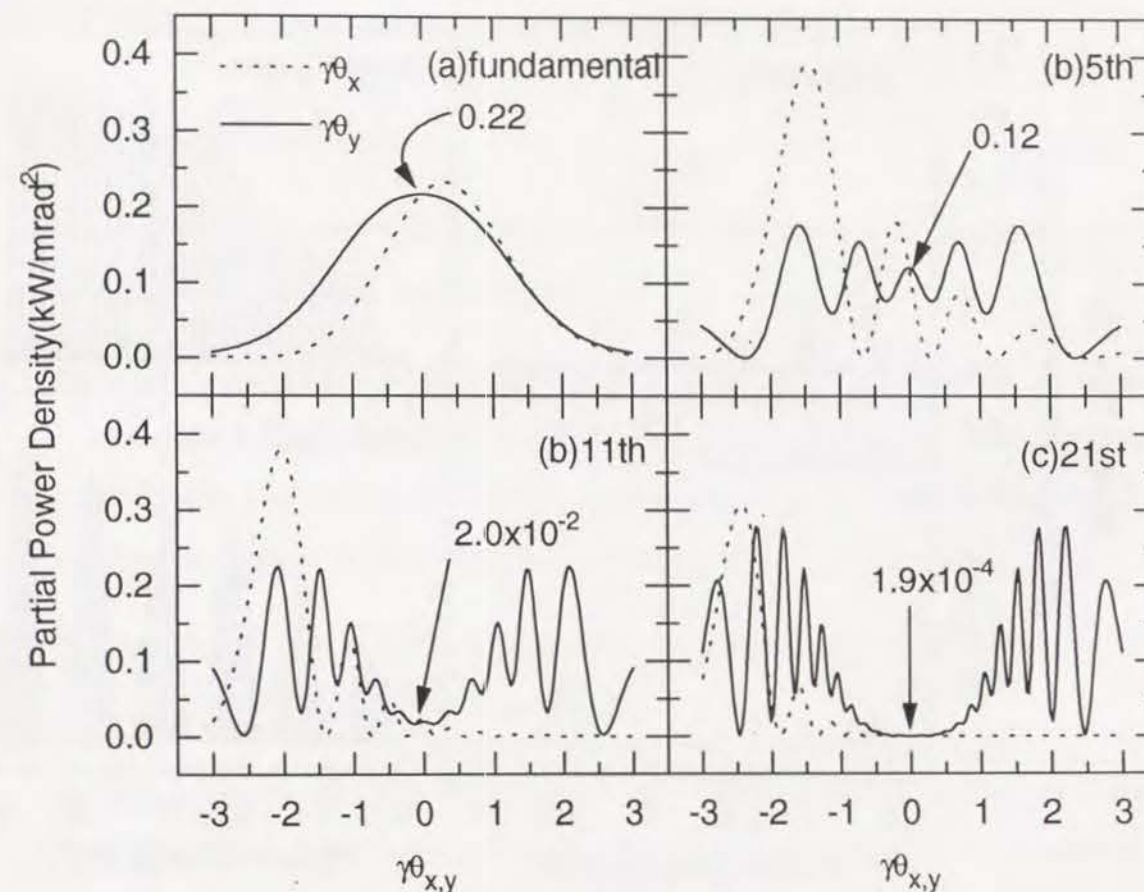 Partial Power Density(kW/mrad²)
0.4
0.3
0.2
0.1
0.0
γθx
γθy
(a)fundamental
0.22
(b)5th
0.12
0.4
0.3
0.2
0.1
0.0
(b)11th
2.0x10⁻²
(c)21st
1.9x10⁻⁴
-3 -2 -1 0 1 2 3
-3 -2 -1 0 1 2 3
γθx,y
γθx,y